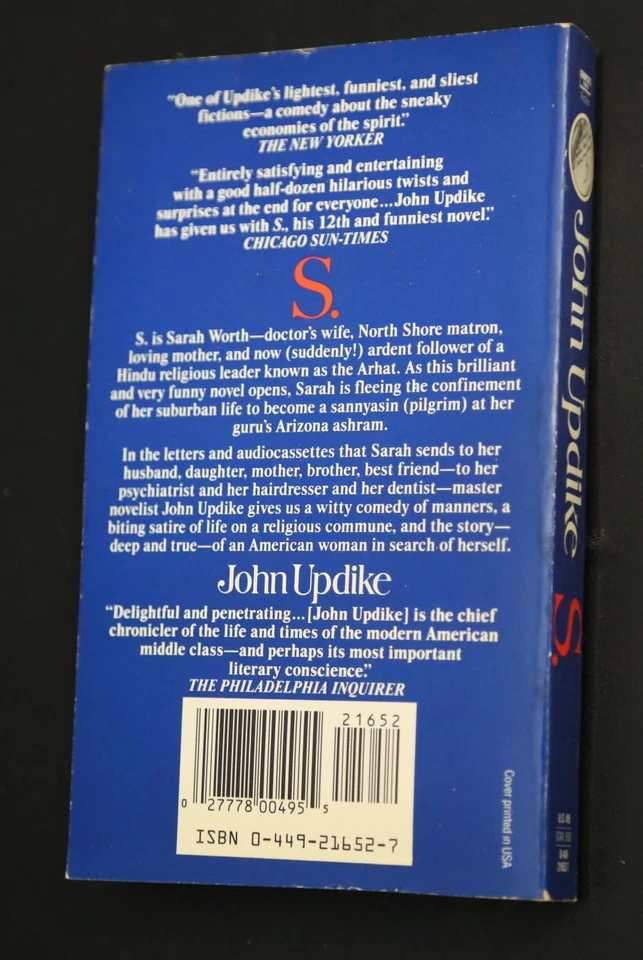 "One of Updike's lightest, funniest, and sliest
fictions—a comedy about the sneaky
economies of the spirit."
THE NEW YORKER
"Entirely satisfying and entertaining
with a good half-dozen hilarious twists and
surprises at the end for everyone...John Updike
has given us with S., his 12th and funniest novel."
CHICAGO SUN-TIMES
S.
S. is Sarah Worth—doctor's wife, North Shore matron,
loving mother, and now (suddenly!) ardent follower of a
Hindu religious leader known as the Arhat. As this brilliant
and very funny novel opens, Sarah is fleeing the confinement
of her suburban life to become a sannyasin (pilgrim) at her
guru's Arizona ashram.
In the letters and audiocassettes that Sarah sends to her
husband, daughter, mother, brother, best friend—to her
psychiatrist and her hairdresser and her dentist—master
novelist John Updike gives us a witty comedy of manners, a
biting satire of life on a religious commune, and the story—
deep and true—of an American woman in search of herself.
John Updike
"Delightful and penetrating...[John Updike] is the chief
chronicler of the life and times of the modern American
middle class—and perhaps its most important
literary conscience."
THE PHILADELPHIA INQUIRER
21652
0 27778 00495 5
ISBN 0-449-21652-7
Cover printed in USA
John Updike
S.